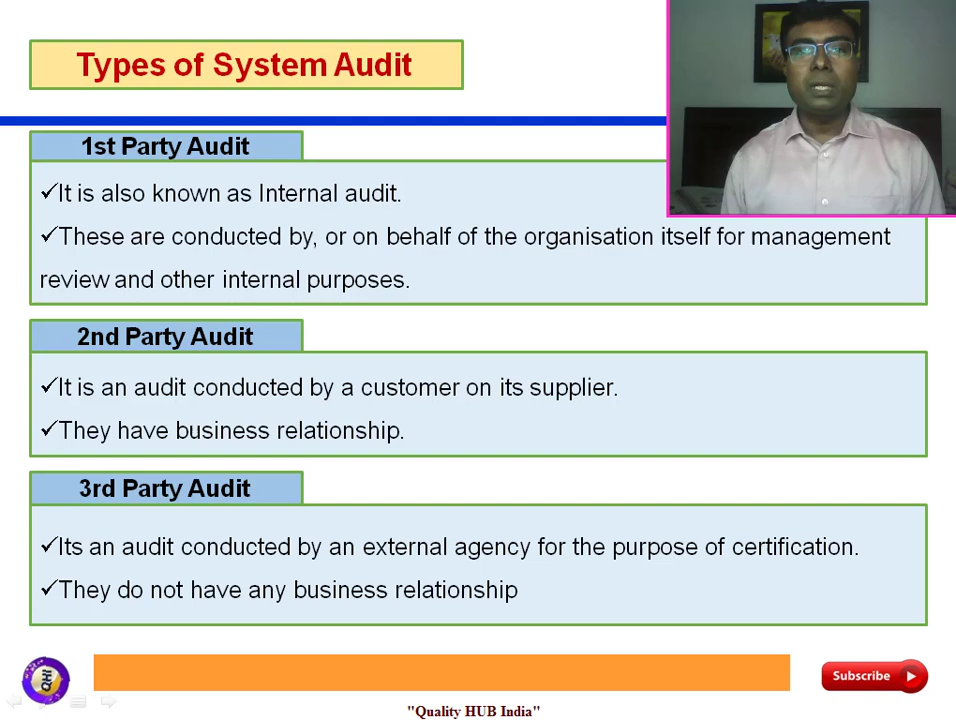 Types of System Audit
1st Party Audit
✓It is also known as Internal audit.
✓These are conducted by, or on behalf of the organisation itself for management
review and other internal purposes.
2nd Party Audit
✓It is an audit conducted by a customer on its supplier.
✓They have business relationship.
3rd Party Audit
✓Its an audit conducted by an external agency for the purpose of certification.
✓They do not have any business relationship
QHI
Subscribe
"Quality HUB India"